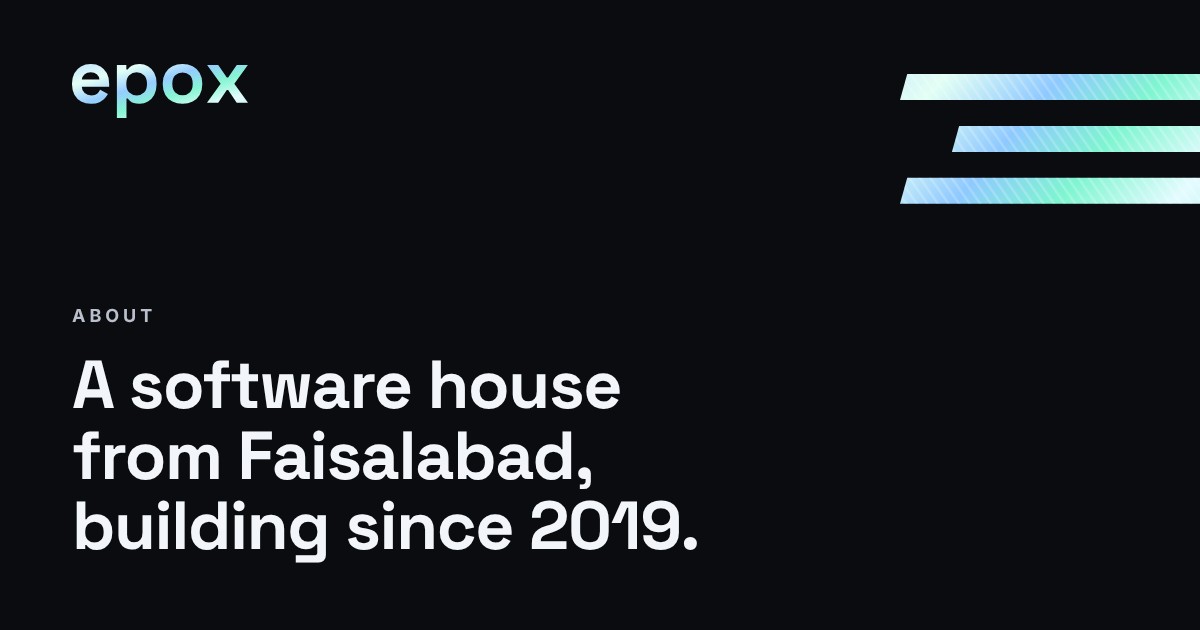 epox
ABOUT
A software house
from Faisalabad,
building since 2019.